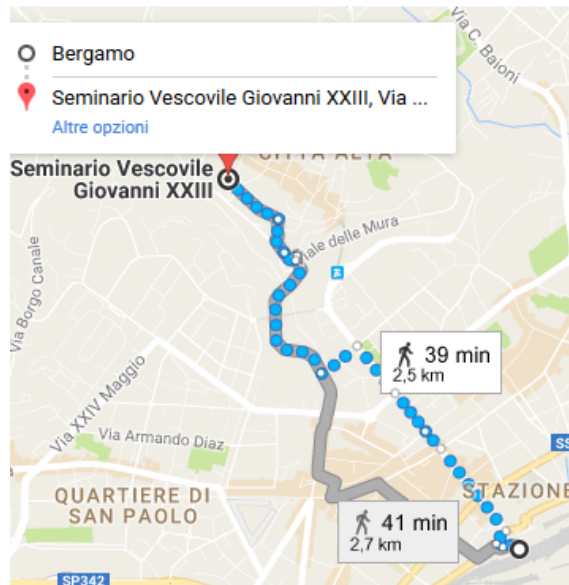 Bergamo
Seminario Vescovile Giovanni XXIII, Via ...
Altre opzioni
Via C. Baioni
CITTÀ ALTA
Seminario Vescovile
Giovanni XXIII
Viale delle Mura
Via Borgo Canale
39 min
2,5 km
Via XXIV Maggio
Via Armando Diaz
SS
QUARTIERE DI
SAN PAOLO
STAZIONE
41 min
2,7 km
SP342